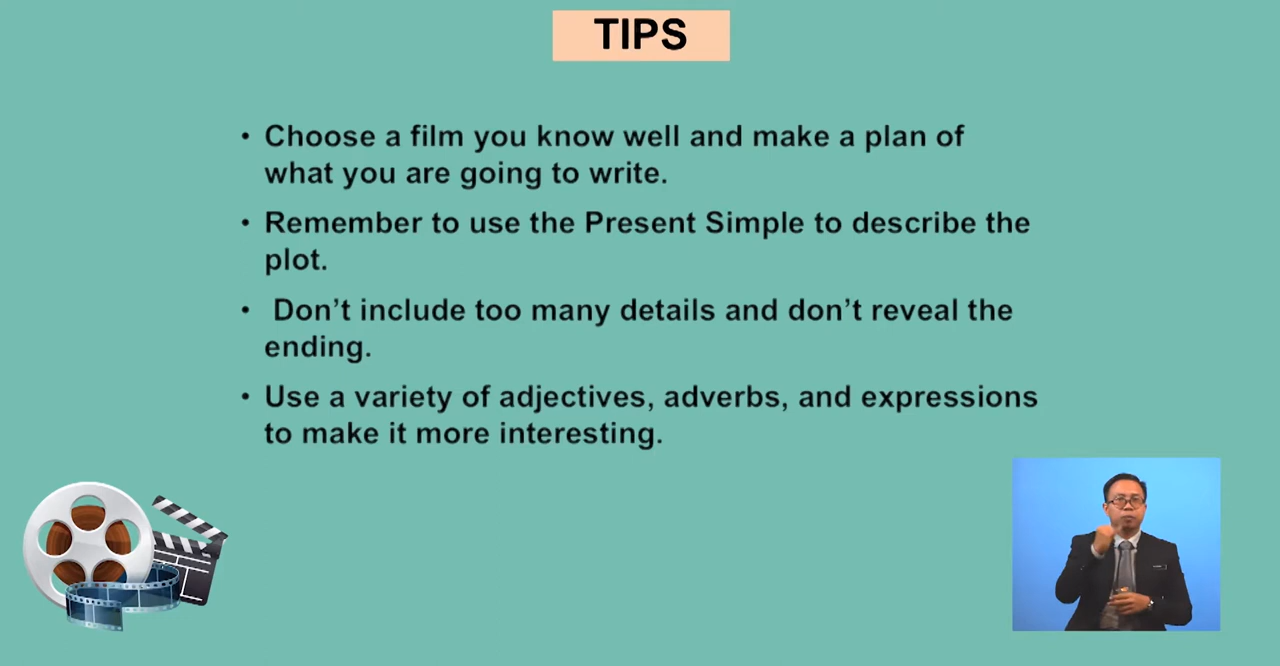 TIPS
• Choose a film you know well and make a plan of
what you are going to write.
• Remember to use the Present Simple to describe the
plot.
• Don’t include too many details and don’t reveal the
ending.
• Use a variety of adjectives, adverbs, and expressions
to make it more interesting.